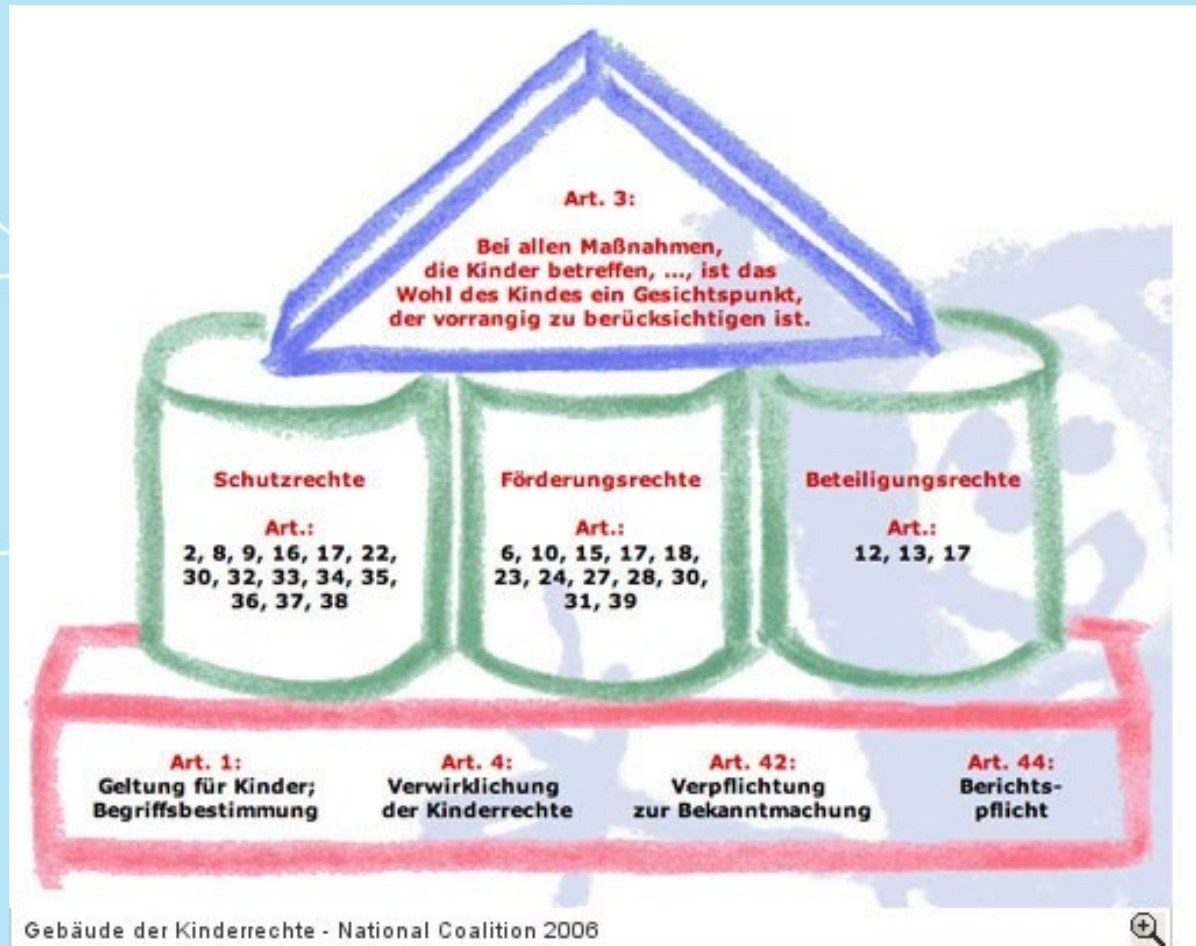 Art. 3:
Bei allen Maßnahmen,
die Kinder betreffen, ..., ist das
Wohl des Kindes ein Gesichtspunkt,
der vorrangig zu berücksichtigen ist.
Schutzrechte
Art.:
2, 8, 9, 16, 17, 22,
30, 32, 33, 34, 35,
36, 37, 38
Förderungsrechte
Art.:
6, 10, 15, 17, 18,
23, 24, 27, 28, 30,
31, 39
Beteiligungsrechte
Art.:
12, 13, 17
Art. 1:
Geltung für Kinder;
Begriffsbestimmung
Art. 4:
Verwirklichung
der Kinderrechte
Art. 42:
Verpflichtung
zur Bekanntmachung
Art. 44:
Berichts-
pflicht
Gebäude der Kinderrechte - National Coalition 2006